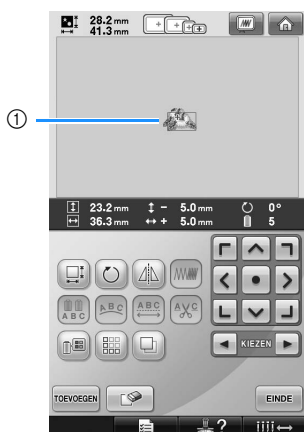 28.2 mm
41.3 mm
①
23.2 mm - 5.0 mm 0°
36.3 mm + 5.0 mm 5
A B C
ABC
ABC
AVC
KIEZEN
TOEVOEGEN
EINDE
?